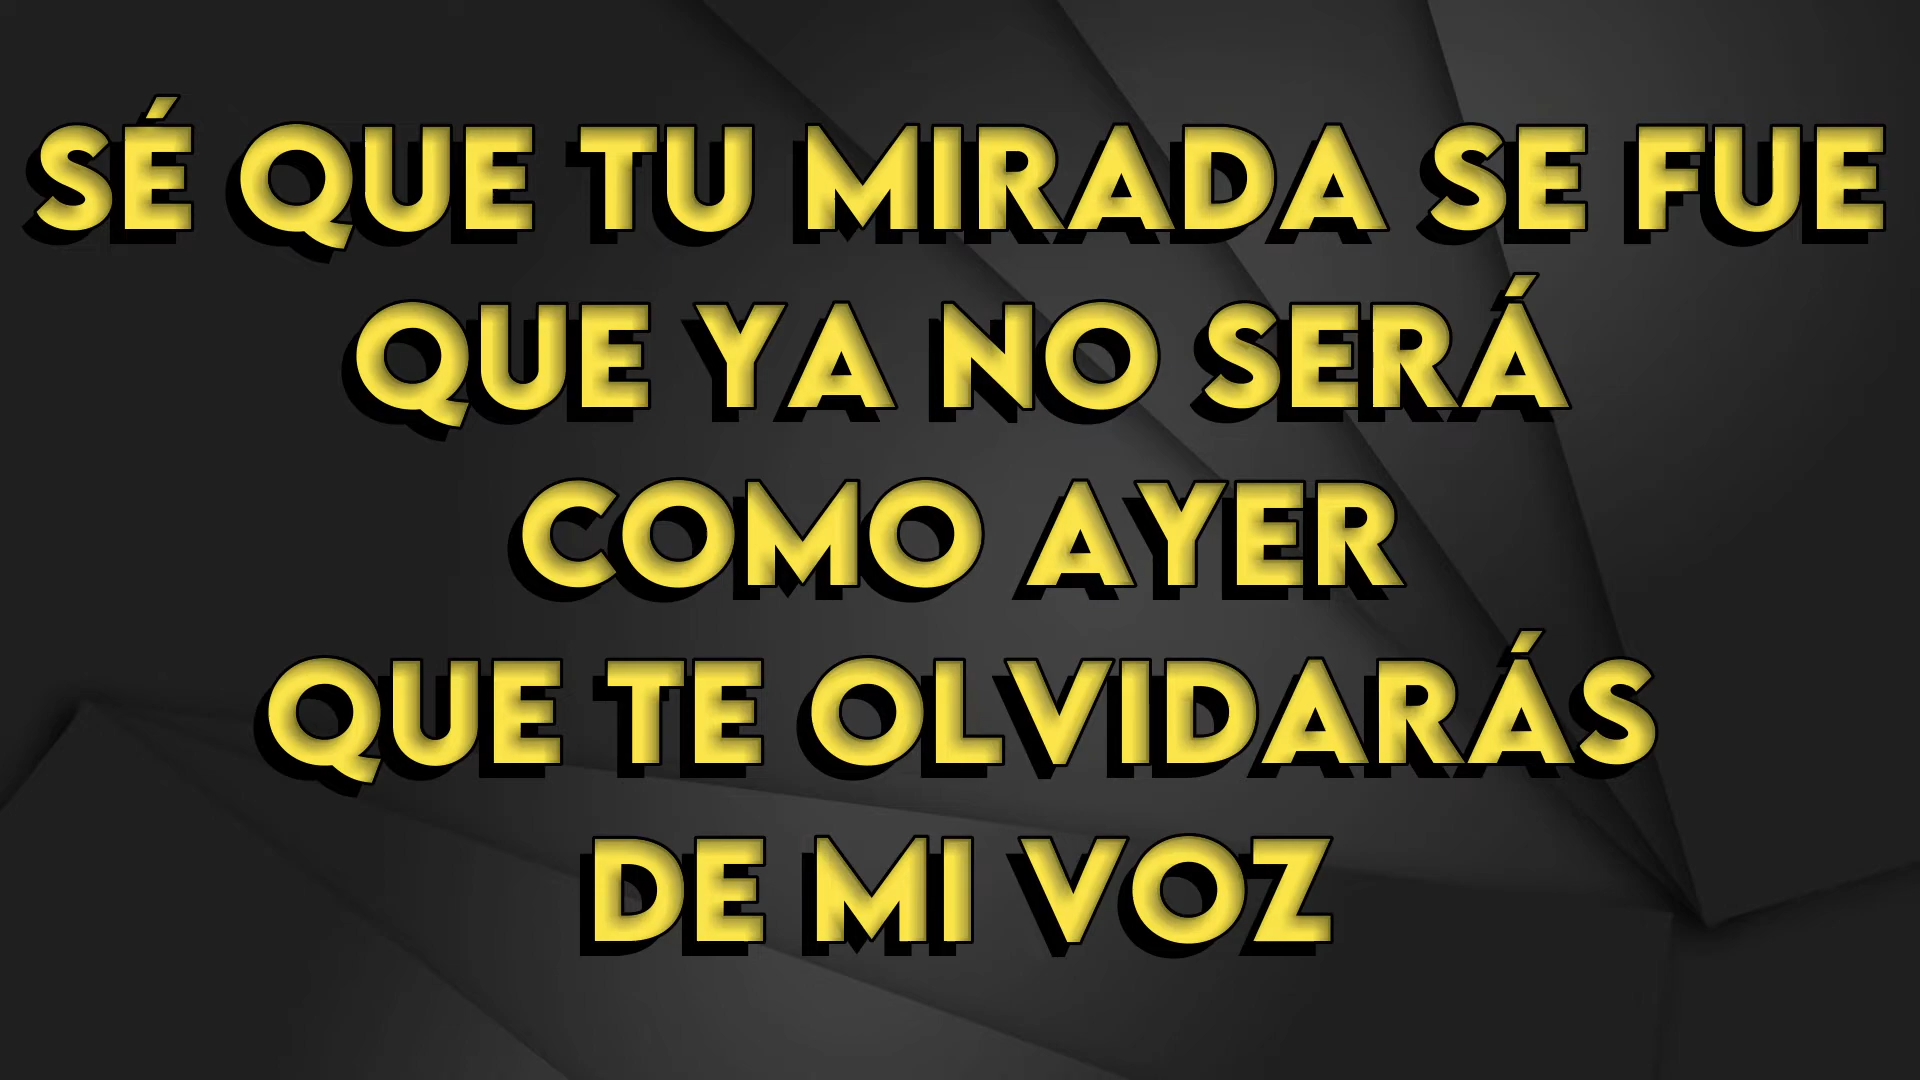 SÉ QUE TU MIRADA SE FUE
QUE YA NO SERÁ
COMO AYER
QUE TE OLVIDARÁS
DE MI VOZ